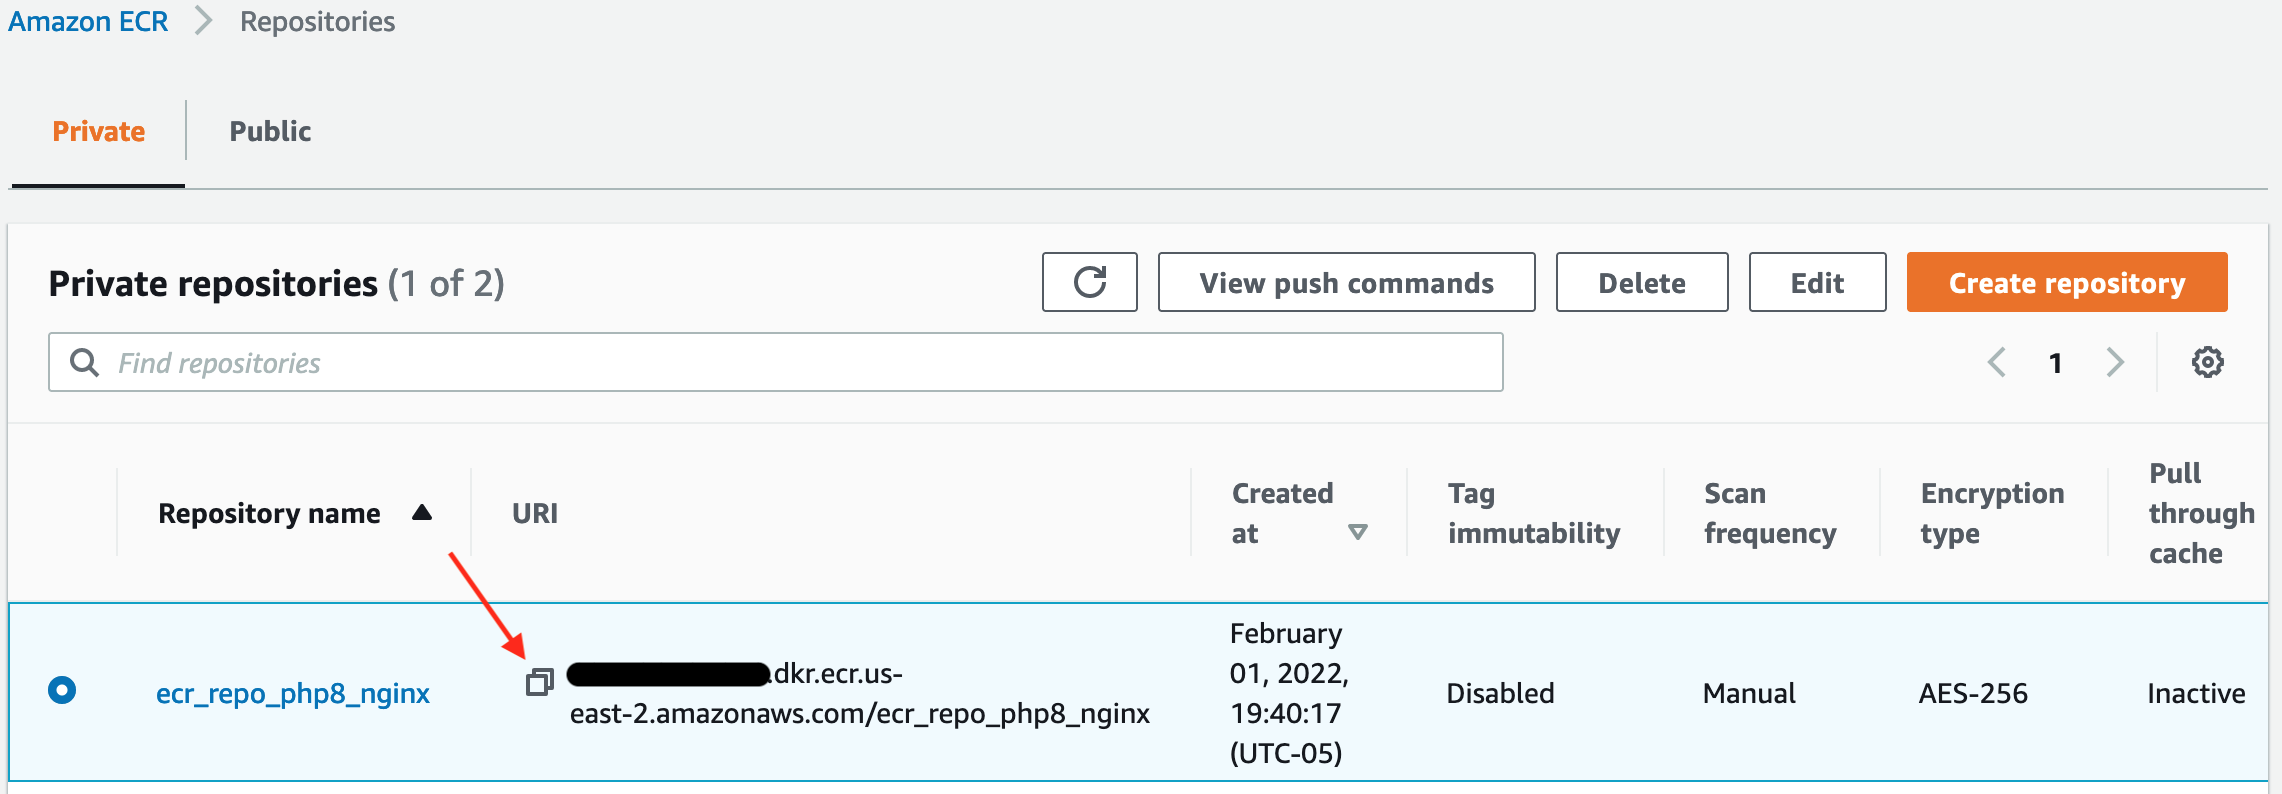 Amazon ECR > Repositories
Private
Public
Private repositories (1 of 2)
View push commands
Delete
Edit
Create repository
Find repositories
1
Repository name
URI
Created
at
Tag
immutability
Scan
frequency
Encryption
type
Pull
through
cache
ecr_repo_php8_nginx
.dkr.ecr.us-
east-2.amazonaws.com/ecr_repo_php8_nginx
February
01, 2022,
19:40:17
(UTC-05)
Disabled
Manual
AES-256
Inactive